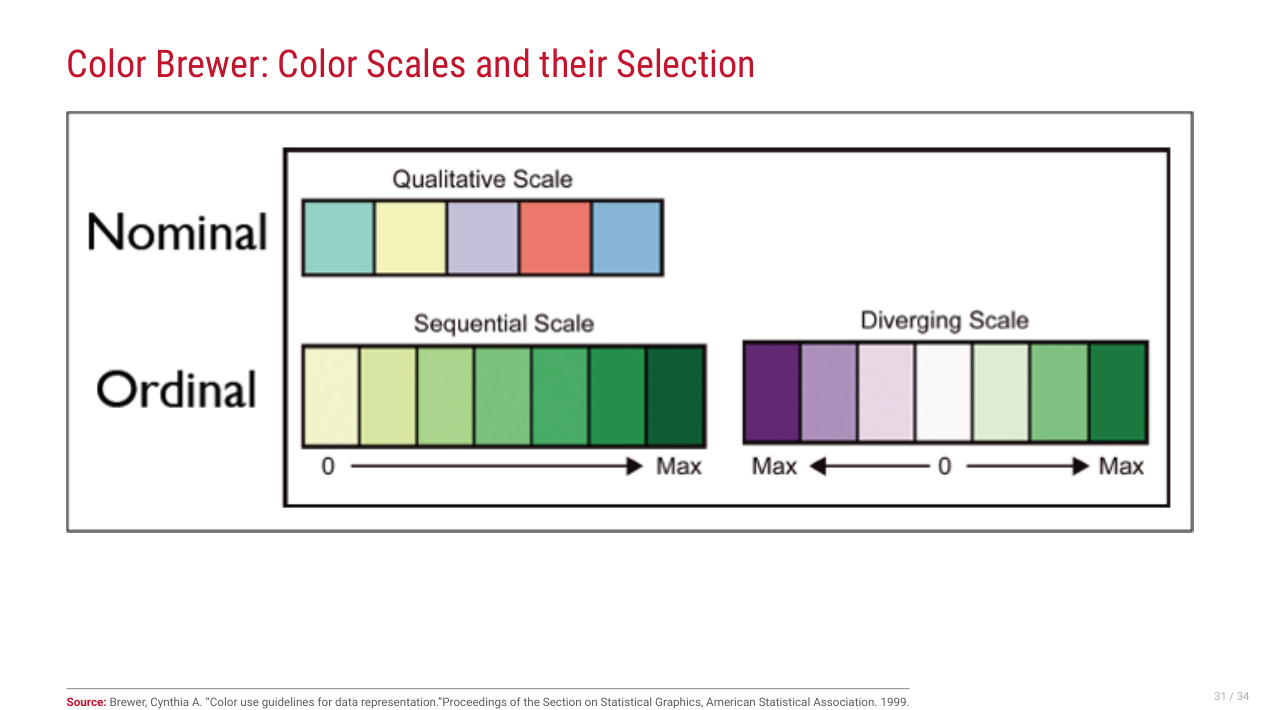 Color Brewer: Color Scales and their Selection
Nominal
Qualitative Scale
Ordinal
Sequential Scale
0 Max
Diverging Scale
Max 0 Max
Source: Brewer, Cynthia A. “Color use guidelines for data representation.”Proceedings of the Section on Statistical Graphics, American Statistical Association. 1999.
31 / 34